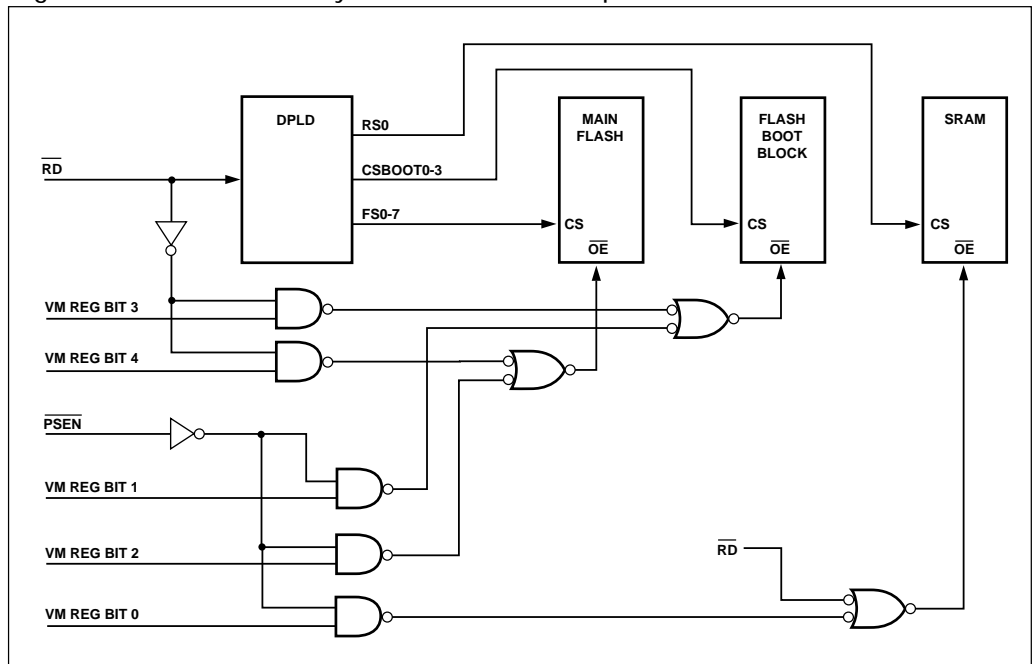 DPLD
MAIN
FLASH
FLASH
BOOT
BLOCK
SRAM
RS0
RD
CSBOOT0-3
FS0-7
CS
OE
CS
OE
CS
OE
VM REG BIT 3
VM REG BIT 4
PSEN
VM REG BIT 1
VM REG BIT 2
RD
VM REG BIT 0